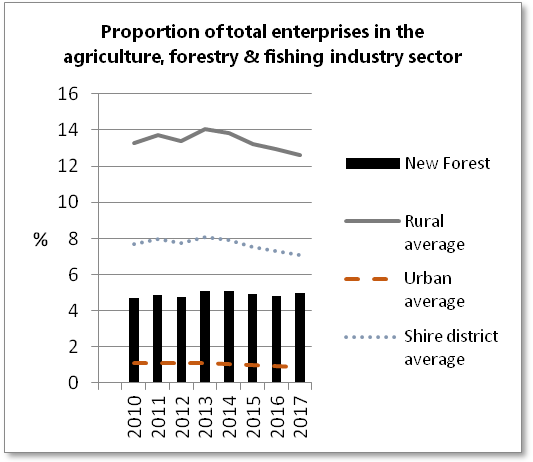 Proportion of total enterprises in the
agriculture, forestry & fishing industry sector
16
14
12
10
8
6
4
2
0
%
2010
2011
2012
2013
2014
2015
2016
2017
New Forest
Rural
average
Urban
average
Shire district
average